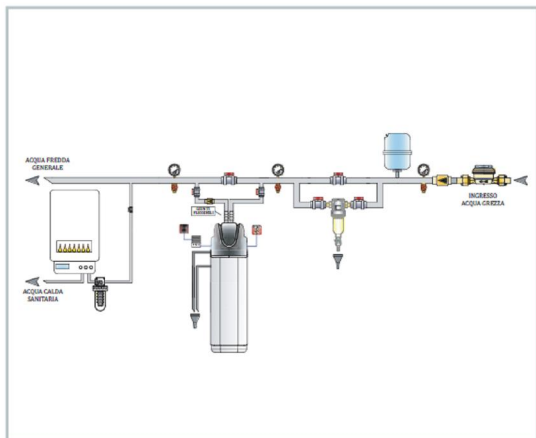 ACQUA FREDDA
GENERALE
INGRESSO
ACQUA GREZZA
ACQUA CALDA
SANITARIA